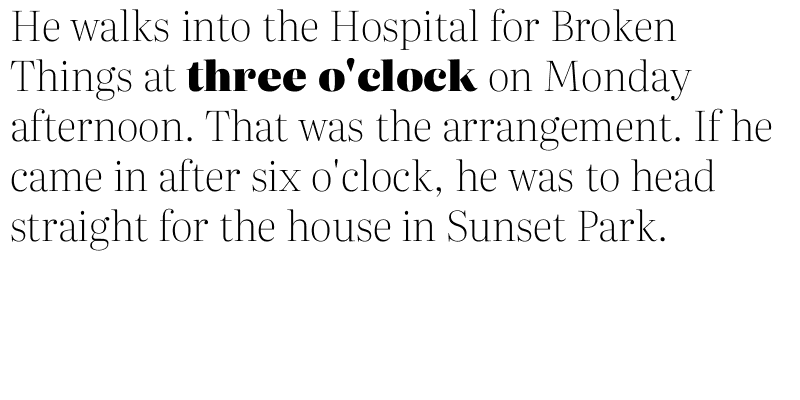 He walks into the Hospital for Broken
Things at three o'clock on Monday
afternoon. That was the arrangement. If he
came in after six o'clock, he was to head
straight for the house in Sunset Park.